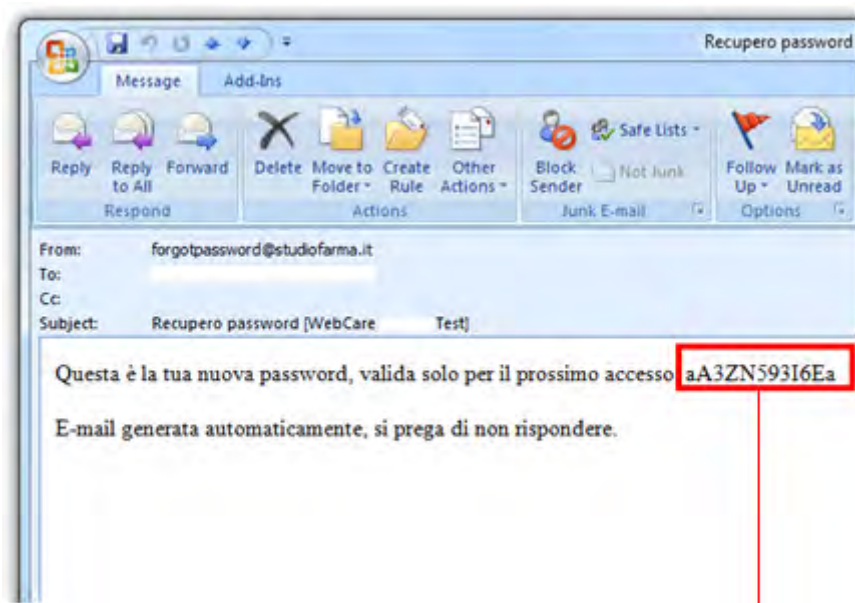 Recupero password
Message Add-Ins
Reply Reply to All Forward Delete Move to Folder Create Rule Other Actions Block Sender Safe Lists Not Junk Follow Up Mark as Unread
Respond Actions Junk E-mail Options
From: forgotpassword@studiofarma.it
To:
Cc:
Subject: Recupero password [WebCare Test]
Questa è la tua nuova password, valida solo per il prossimo accesso aA3ZN593I6Ea
E-mail generata automaticamente, si prega di non rispondere.